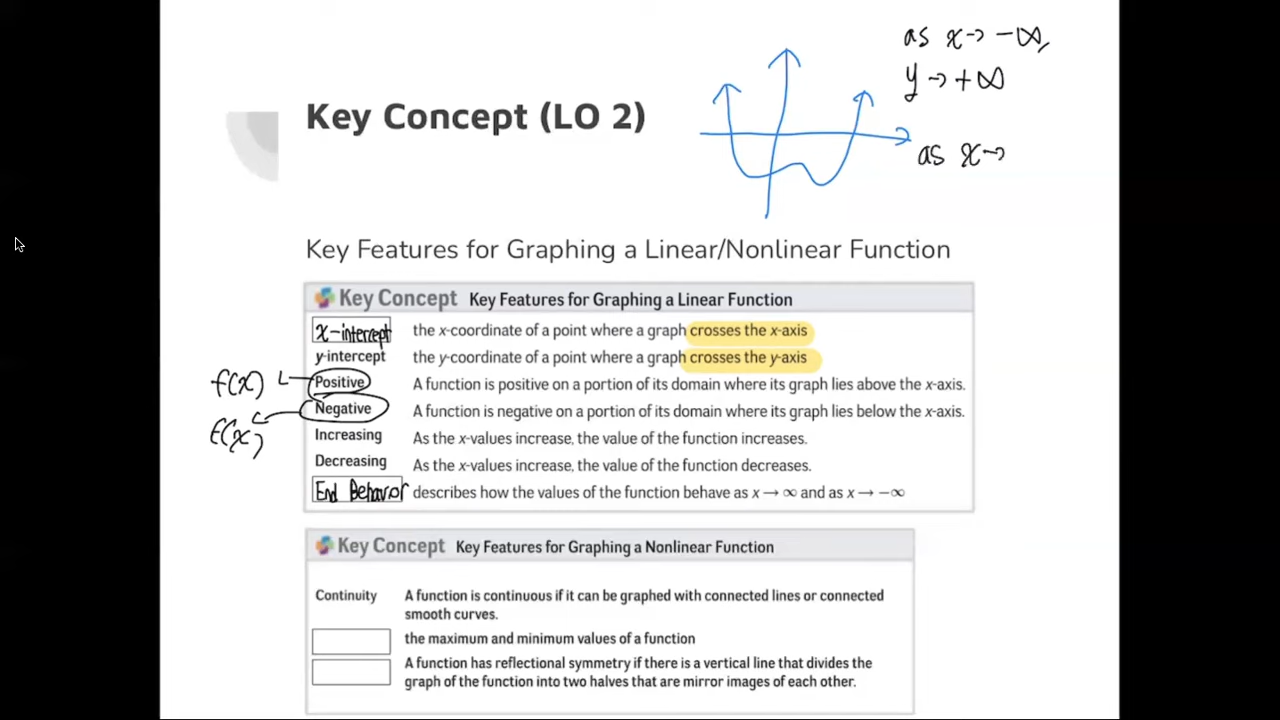 as x→ -∞,
y→ +∞
Key Concept (LO 2)
as x→
Key Features for Graphing a Linear/Nonlinear Function
Key Concept Key Features for Graphing a Linear Function
x-intercept the x-coordinate of a point where a graph crosses the x-axis
y-intercept the y-coordinate of a point where a graph crosses the y-axis
f(x) Positive A function is positive on a portion of its domain where its graph lies above the x-axis.
Negative A function is negative on a portion of its domain where its graph lies below the x-axis.
f(x)
Increasing As the x-values increase, the value of the function increases.
Decreasing As the x-values increase, the value of the function decreases.
End Behavior describes how the values of the function behave as x → ∞ and as x → −∞
Key Concept Key Features for Graphing a Nonlinear Function
Continuity A function is continuous if it can be graphed with connected lines or connected
smooth curves.
the maximum and minimum values of a function
A function has reflectional symmetry if there is a vertical line that divides the
graph of the function into two halves that are mirror images of each other.